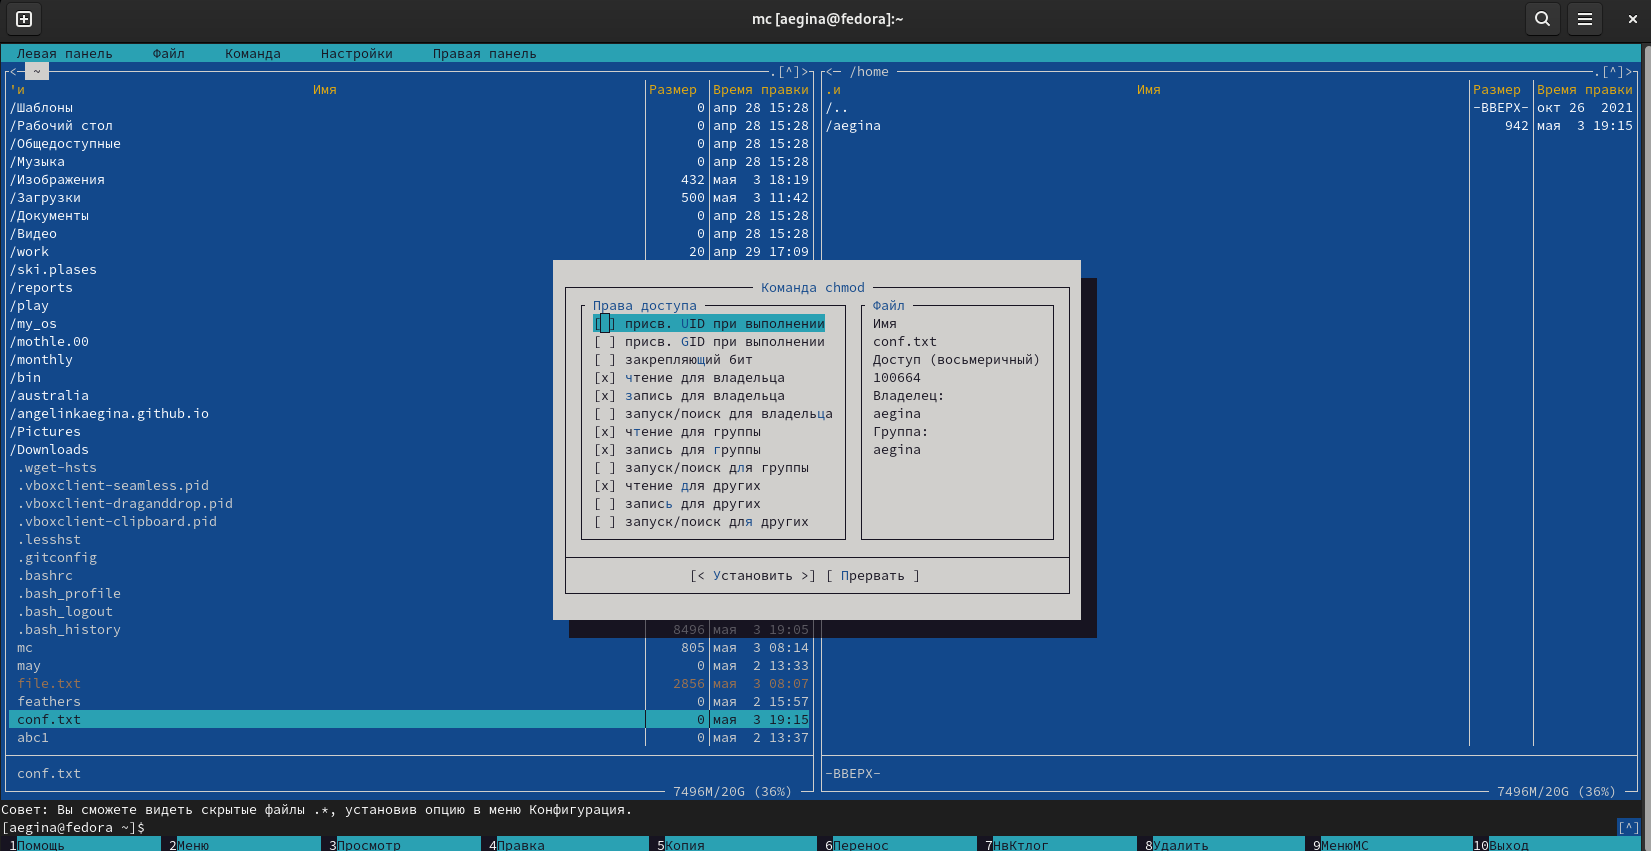 mc [aegina@fedora]:~
Левая панель Файл Команда Настройки Правая панель
<─ ~ .[^]> <─ /home .[^]>
'и Имя Размер Время правки .и Имя Размер Время правки
/Шаблоны 0 апр 28 15:28 /.. -ВВЕРХ- окт 26 2021
/Рабочий стол 0 апр 28 15:28 /aegina 942 мая 3 19:15
/Общедоступные 0 апр 28 15:28
/Музыка 0 апр 28 15:28
/Изображения 432 мая 3 18:19
/Загрузки 500 мая 3 11:42
/Документы 0 апр 28 15:28
/Видео 0 апр 28 15:28
/work 20 апр 29 17:09
/ski.plases
/reports
/play
/my_os
/mothle.00
/monthly
/bin
/australia
/angelinkaegina.github.io
/Pictures
/Downloads
.wget-hsts
.vboxclient-seamless.pid
.vboxclient-draganddrop.pid
.vboxclient-clipboard.pid
.lesshst
.gitconfig
.bashrc
.bash_profile
.bash_logout
.bash_history 8496 мая 3 19:05
mc 805 мая 3 08:14
may 0 мая 2 13:33
file.txt 2856 мая 3 08:07
feathers 0 мая 2 15:57
conf.txt 0 мая 3 19:15
abc1 0 мая 2 13:37
Команда chmod
Права доступа
[ ] присв. UID при выполнении
[ ] присв. GID при выполнении
[ ] закрепляющий бит
[x] чтение для владельца
[x] запись для владельца
[ ] запуск/поиск для владельца
[x] чтение для группы
[x] запись для группы
[ ] запуск/поиск для группы
[x] чтение для других
[ ] запись для других
[ ] запуск/поиск для других
Файл
Имя
conf.txt
Доступ (восьмеричный)
100664
Владелец:
aegina
Группа:
aegina
[< Установить >] [ Прервать ]
conf.txt -ВВЕРХ-
7496M/20G (36%) 7496M/20G (36%)
Совет: Вы сможете видеть скрытые файлы .*, установив опцию в меню Конфигурация.
[aegina@fedora ~]$ [^]
1Помощь 2Меню 3Просмотр 4Правка 5Копия 6Перенос 7НвКтлог 8Удалить 9МенюМС 10Выход